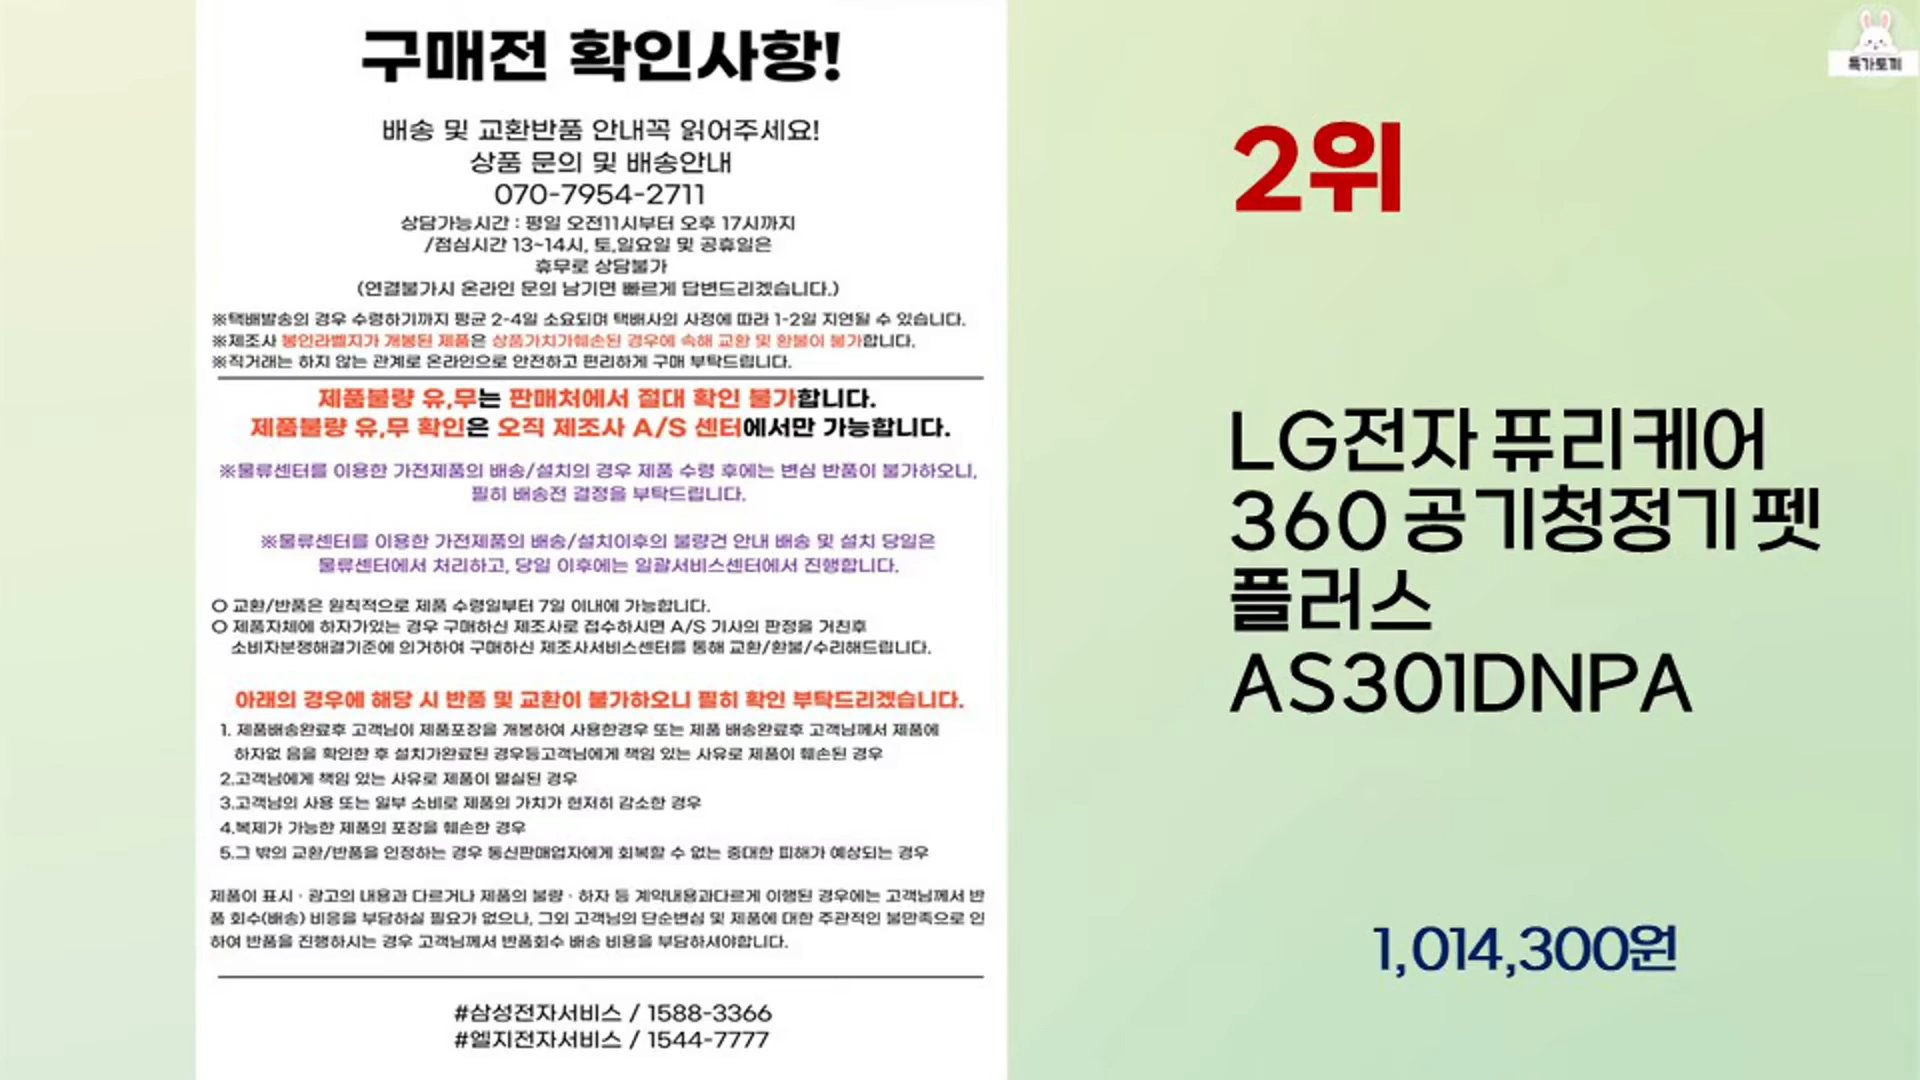 구매전 확인사항!
배송 및 교환반품 안내꼭 읽어주세요!
상품 문의 및 배송안내
070-7954-2711
상담가능시간 : 평일 오전11시부터 오후 17시까지
/점심시간 13~14시, 토,일요일 및 공휴일은
휴무로 상담불가
(연결불가시 온라인 문의 남기면 빠르게 답변드리겠습니다.)
※택배발송의 경우 수령하기까지 평균 2-4일 소요되며 택배사의 사정에 따라 1-2일 지연될 수 있습니다.
※제조사 봉인라벨지가 개봉된 제품은 상품가치가훼손된 경우에 속해 교환 및 환불이 불가합니다.
※직거래는 하지 않는 관계로 온라인으로 안전하고 편리하게 구매 부탁드립니다.
제품불량 유,무는 판매처에서 절대 확인 불가합니다.
제품불량 유,무 확인은 오직 제조사 A/S 센터에서만 가능합니다.
※물류센터를 이용한 가전제품의 배송/설치의 경우 제품 수령 후에는 변심 반품이 불가하오니,
필히 배송전 결정을 부탁드립니다.
※물류센터를 이용한 가전제품의 배송/설치이후의 불량건 안내 배송 및 설치 당일은
물류센터에서 처리하고, 당일 이후에는 일괄서비스센터에서 진행합니다.
○ 교환/반품은 원칙적으로 제품 수령일부터 7일 이내에 가능합니다.
○ 제품자체에 하자가있는 경우 구매하신 제조사로 접수하시면 A/S 기사의 판정을 거친후
소비자분쟁해결기준에 의거하여 구매하신 제조사서비스센터를 통해 교환/환불/수리해드립니다.
아래의 경우에 해당 시 반품 및 교환이 불가하오니 필히 확인 부탁드리겠습니다.
1. 제품배송완료후 고객님이 제품포장을 개봉하여 사용한경우 또는 제품 배송완료후 고객님께서 제품에
하자없 음을 확인한 후 설치가완료된 경우등고객님에게 책임 있는 사유로 제품이 훼손된 경우
2.고객님에게 책임 있는 사유로 제품이 멸실된 경우
3.고객님의 사용 또는 일부 소비로 제품의 가치가 현저히 감소한 경우
4.복제가 가능한 제품의 포장을 훼손한 경우
5.그 밖의 교환/반품을 인정하는 경우 통신판매업자에게 회복할 수 없는 중대한 피해가 예상되는 경우
제품이 표시 · 광고의 내용과 다르거나 제품의 불량 · 하자 등 계약내용과다르게 이행된 경우에는 고객님께서 반
품 회수(배송) 비응을 부담하실 필요가 없으나, 그외 고객님의 단순변심 및 제품에 대한 주관적인 불만족으로 인
하여 반품을 진행하시는 경우 고객님께서 반품회수 배송 비용을 부담하셔야합니다.
#삼성전자서비스 / 1588-3366
#엘지전자서비스 / 1544-7777
특가토끼
2위
LG전자 퓨리케어
360 공기청정기 펫
플러스
AS301DNPA
1,014,300원